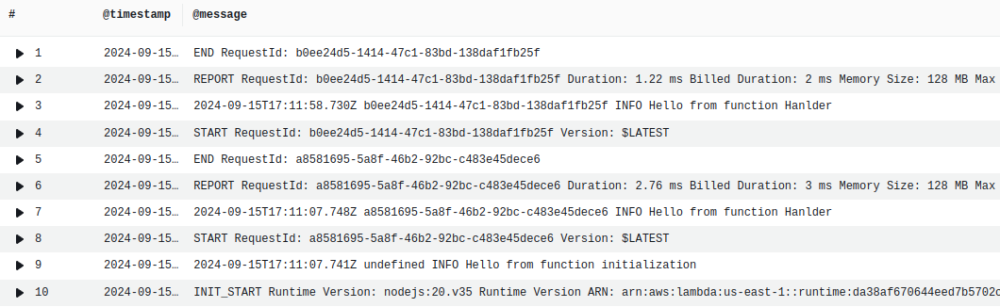 # @timestamp @message
1 2024-09-15… END RequestId: b0ee24d5-1414-47c1-83bd-138daf1fb25f
2 2024-09-15… REPORT RequestId: b0ee24d5-1414-47c1-83bd-138daf1fb25f Duration: 1.22 ms Billed Duration: 2 ms Memory Size: 128 MB Max
3 2024-09-15… 2024-09-15T17:11:58.730Z b0ee24d5-1414-47c1-83bd-138daf1fb25f INFO Hello from function Hanlder
4 2024-09-15… START RequestId: b0ee24d5-1414-47c1-83bd-138daf1fb25f Version: $LATEST
5 2024-09-15… END RequestId: a8581695-5a8f-46b2-92bc-c483e45dece6
6 2024-09-15… REPORT RequestId: a8581695-5a8f-46b2-92bc-c483e45dece6 Duration: 2.76 ms Billed Duration: 3 ms Memory Size: 128 MB Max
7 2024-09-15… 2024-09-15T17:11:07.748Z a8581695-5a8f-46b2-92bc-c483e45dece6 INFO Hello from function Hanlder
8 2024-09-15… START RequestId: a8581695-5a8f-46b2-92bc-c483e45dece6 Version: $LATEST
9 2024-09-15… 2024-09-15T17:11:07.741Z undefined INFO Hello from function initialization
10 2024-09-15… INIT_START Runtime Version: nodejs:20.v35 Runtime Version ARN: arn:aws:lambda:us-east-1::runtime:da38af670644eed7b5702